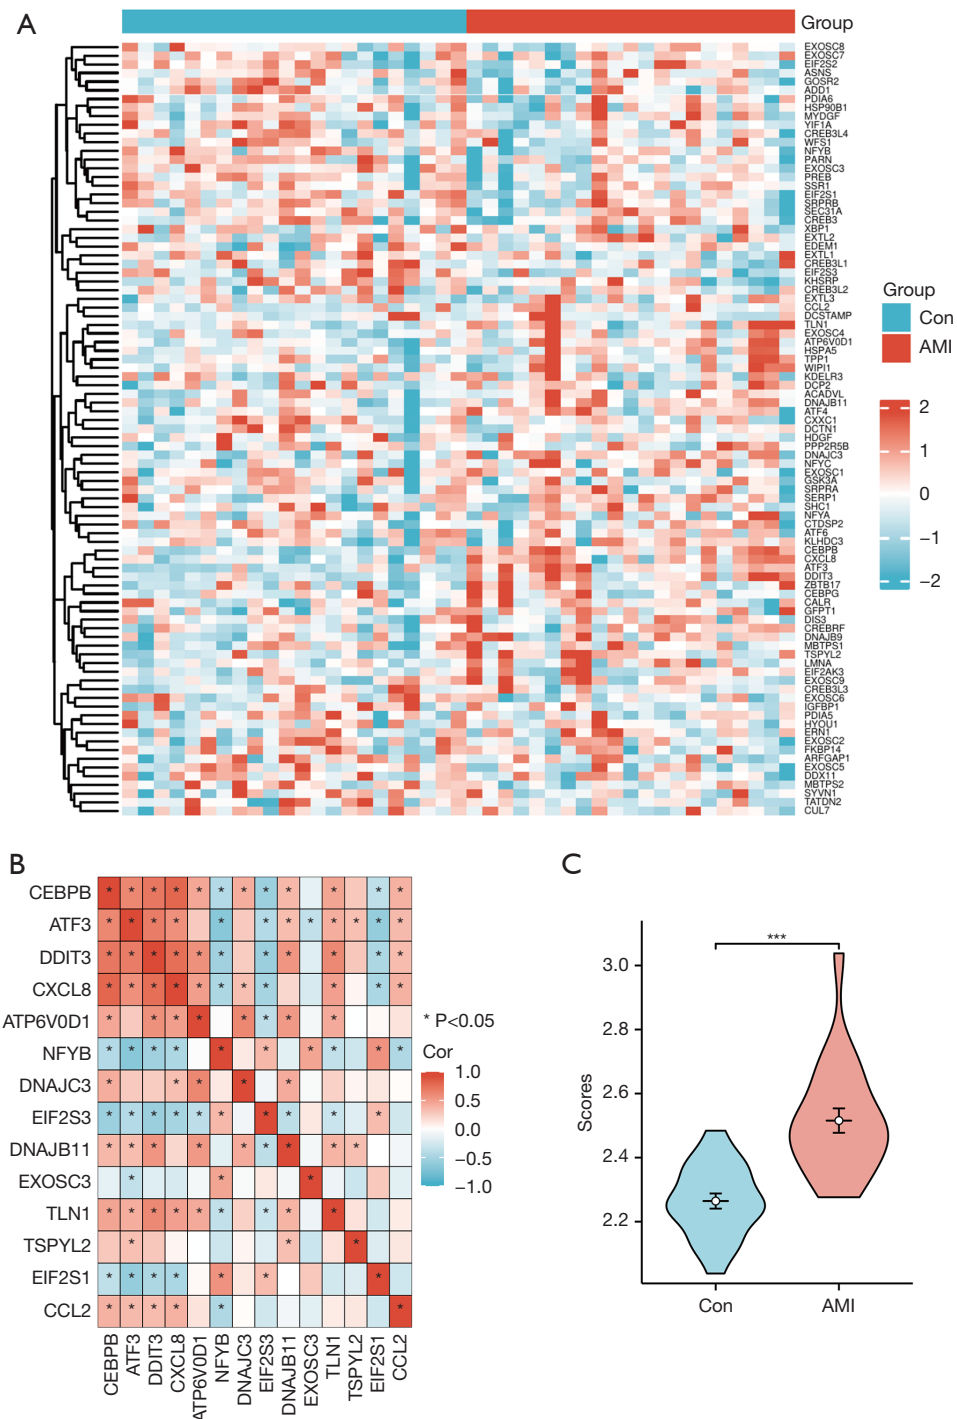 A
Group
EXOSC8
EXOSC7
EIF2S2
ASNS
GOSR2
ADD1
PDIA6
HSP90B1
MYDGF
YIF1A
CREB3L4
WFS1
NFYB
PARN
EXOSC3
PREB
SSR1
EIF2S1
SRPRB
SEC31A
CREB3
XBP1
EXTL2
EDEM1
EXTL1
CREB3L1
EIF2S3
KHSRP
CREB3L2
EXTL3
CCL2
DCSTAMP
TLN1
EXOSC4
ATP6V0D1
HSPA5
TPP1
WIPI1
KDELR3
DCP2
ACADVL
DNAJB11
ATF4
CXXC1
DCTN1
HDGF
PPP2R5B
DNAJC3
NFYC
EXOSC1
GSK3A
SRPRA
SERP1
SHC1
NFYA
CTDSP2
ATF6
KLHDC3
CEBPB
CXCL8
ATF3
DDIT3
ZBTB17
CEBPG
CALR
GFPT1
DIS3
CREBRF
DNAJB9
MBTPS1
TSPYL2
LMNA
EIF2AK3
EXOSC9
CREB3L3
EXOSC6
IGFBP1
PDIA5
HYOU1
ERN1
EXOSC2
FKBP14
ARFGAP1
EXOSC5
DDX11
MBTPS2
SYVN1
TATDN2
CUL7
Group
Con
AMI
2
1
0
−1
−2
B
CEBPB
ATF3
DDIT3
CXCL8
ATP6V0D1
NFYB
DNAJC3
EIF2S3
DNAJB11
EXOSC3
TLN1
TSPYL2
EIF2S1
CCL2
CEBPB
ATF3
DDIT3
CXCL8
ATP6V0D1
NFYB
DNAJC3
EIF2S3
DNAJB11
EXOSC3
TLN1
TSPYL2
EIF2S1
CCL2
* P<0.05
Cor
1.0
0.5
0.0
−0.5
−1.0
C
***
Scores
3.0
2.8
2.6
2.4
2.2
Con
AMI